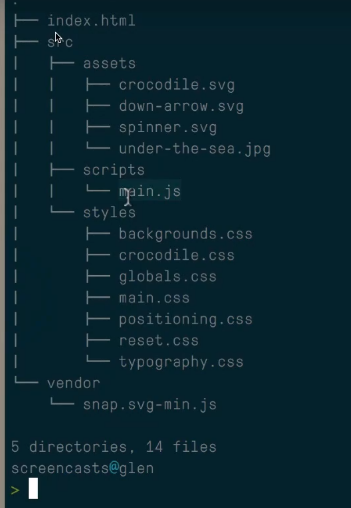 .
├── index.html
├── src
│   ├── assets
│   │   ├── crocodile.svg
│   │   ├── down-arrow.svg
│   │   ├── spinner.svg
│   │   └── under-the-sea.jpg
│   ├── scripts
│   │   └── main.js
│   └── styles
│       ├── backgrounds.css
│       ├── crocodile.css
│       ├── globals.css
│       ├── main.css
│       ├── positioning.css
│       ├── reset.css
│       └── typography.css
└── vendor
    └── snap.svg-min.js
5 directories, 14 files
screencasts@glen
>